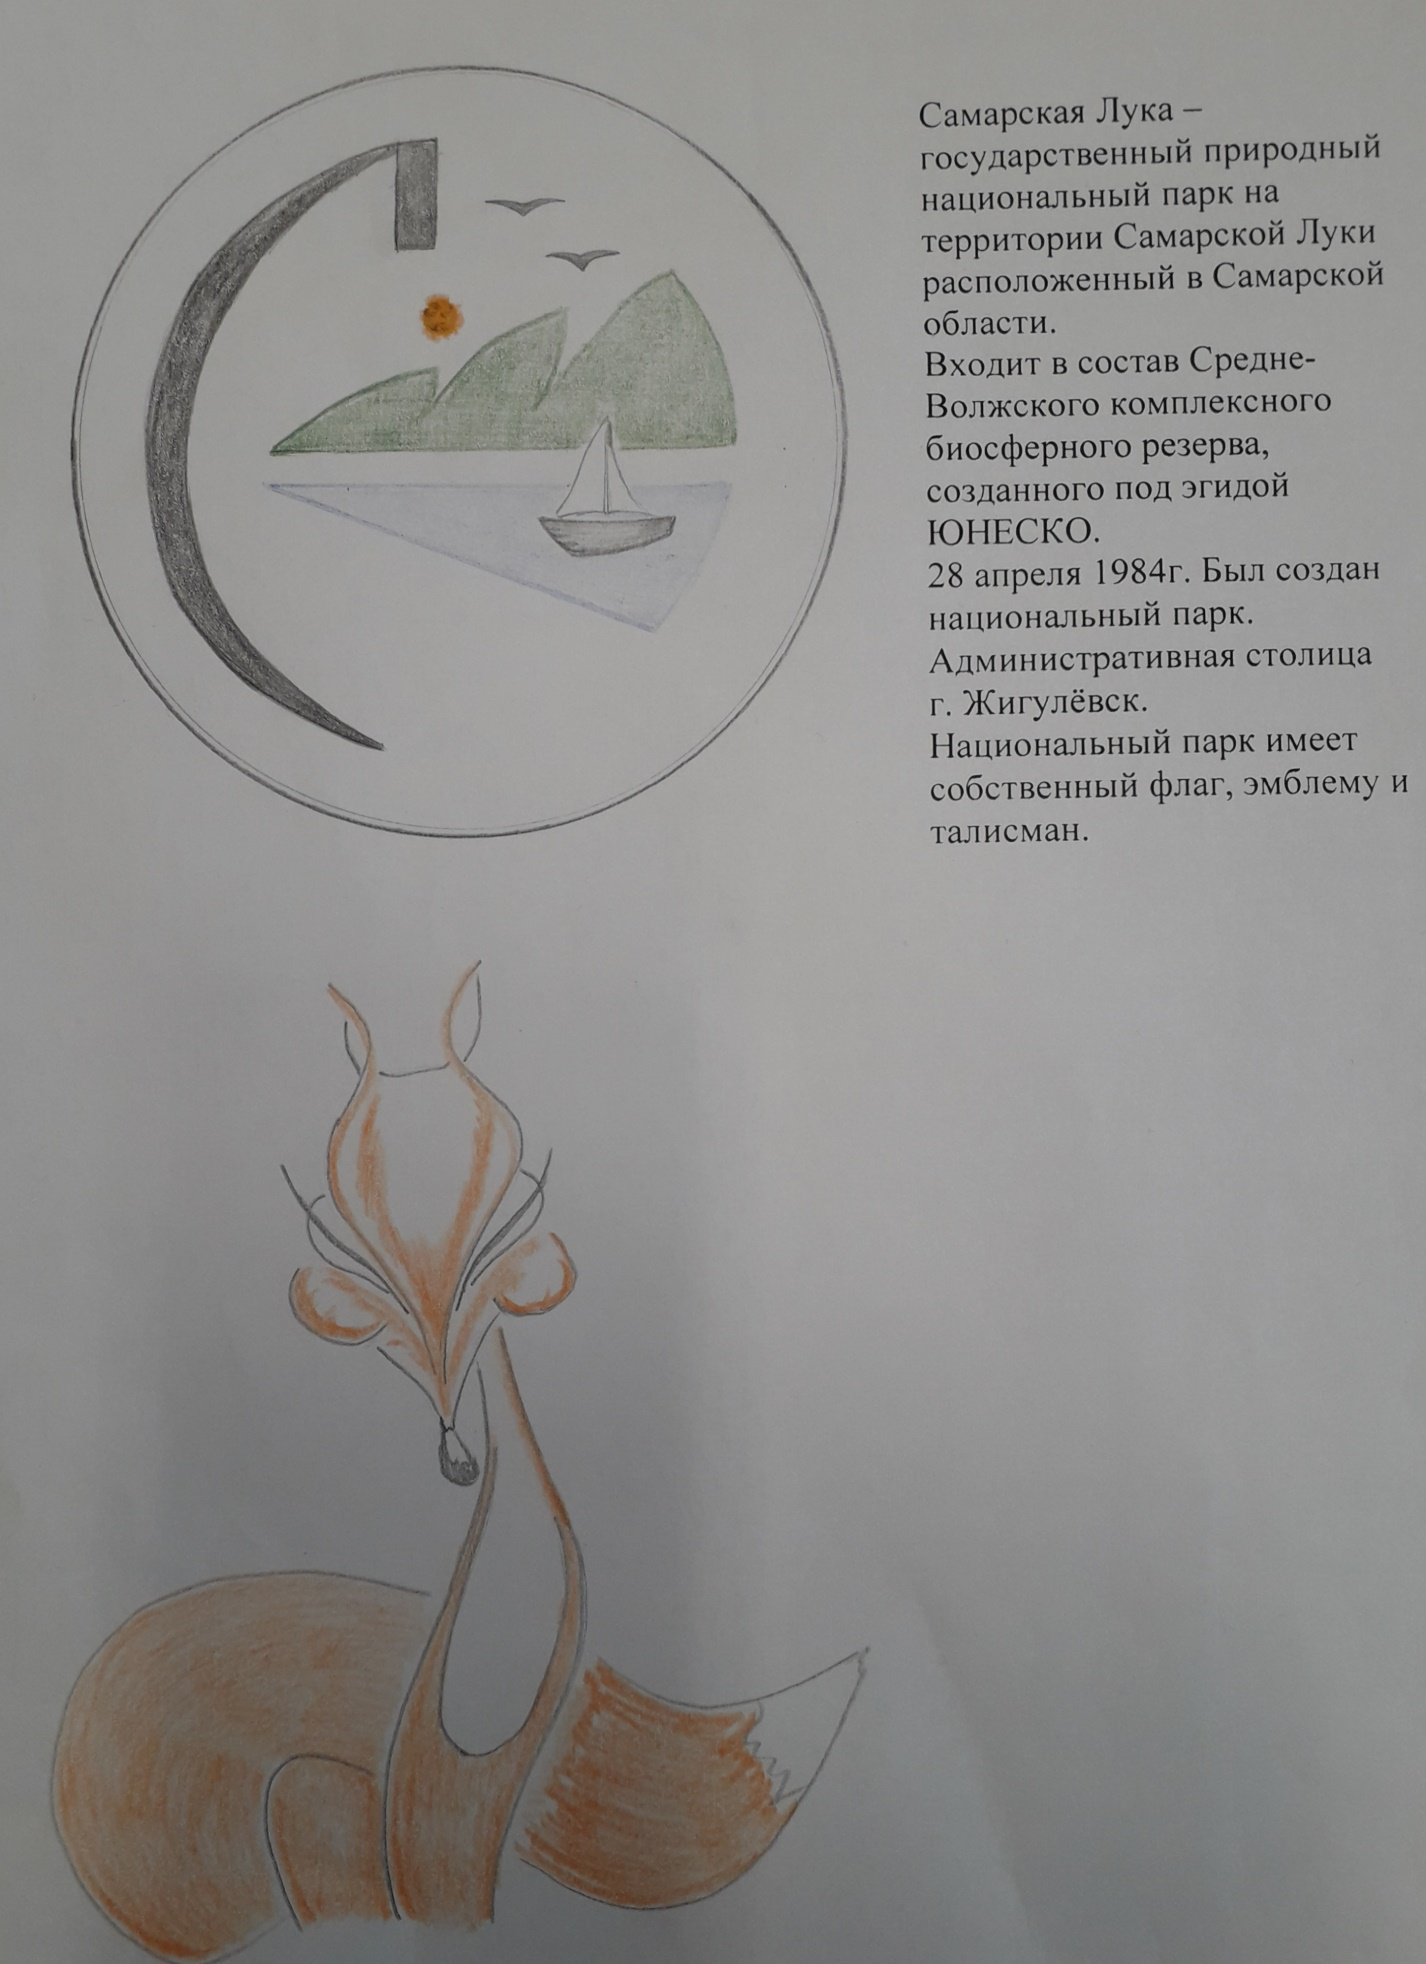 Самарская Лука –
государственный природный
национальный парк на
территории Самарской Луки
расположенный в Самарской
области.
Входит в состав Средне-
Волжского комплексного
биосферного резерва,
созданного под эгидой
ЮНЕСКО.
28 апреля 1984г. Был создан
национальный парк.
Административная столица
г. Жигулёвск.
Национальный парк имеет
собственный флаг, эмблему и
талисман.